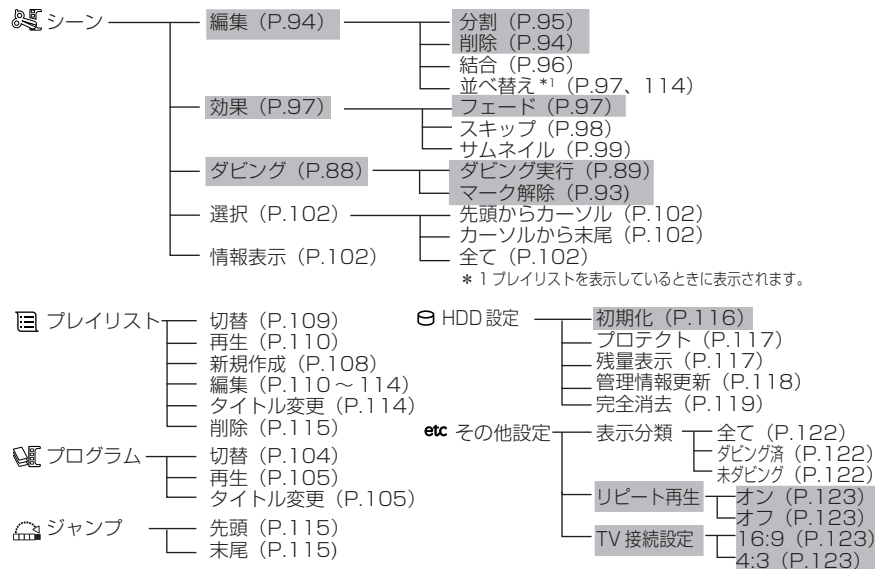 シーン
編集（P.94）
分割（P.95）
削除（P.94）
結合（P.96）
並べ替え*1（P.97、114）
効果（P.97）
フェード（P.97）
スキップ（P.98）
サムネイル（P.99）
ダビング（P.88）
ダビング実行（P.89）
マーク解除（P.93）
選択（P.102）
先頭からカーソル（P.102）
カーソルから末尾（P.102）
全て（P.102）
情報表示（P.102）
＊1プレイリストを表示しているときに表示されます。
プレイリスト
切替（P.109）
再生（P.110）
新規作成（P.108）
編集（P.110～114）
タイトル変更（P.114）
削除（P.115）
プログラム
切替（P.104）
再生（P.105）
タイトル変更（P.105）
ジャンプ
先頭（P.115）
末尾（P.115）
HDD設定
初期化（P.116）
プロテクト（P.117）
残量表示（P.117）
管理情報更新（P.118）
完全消去（P.119）
etc その他設定
表示分類
全て（P.122）
ダビング済（P.122）
未ダビング（P.122）
リピート再生
オン（P.123）
オフ（P.123）
TV接続設定
16:9（P.123）
4:3（P.123）